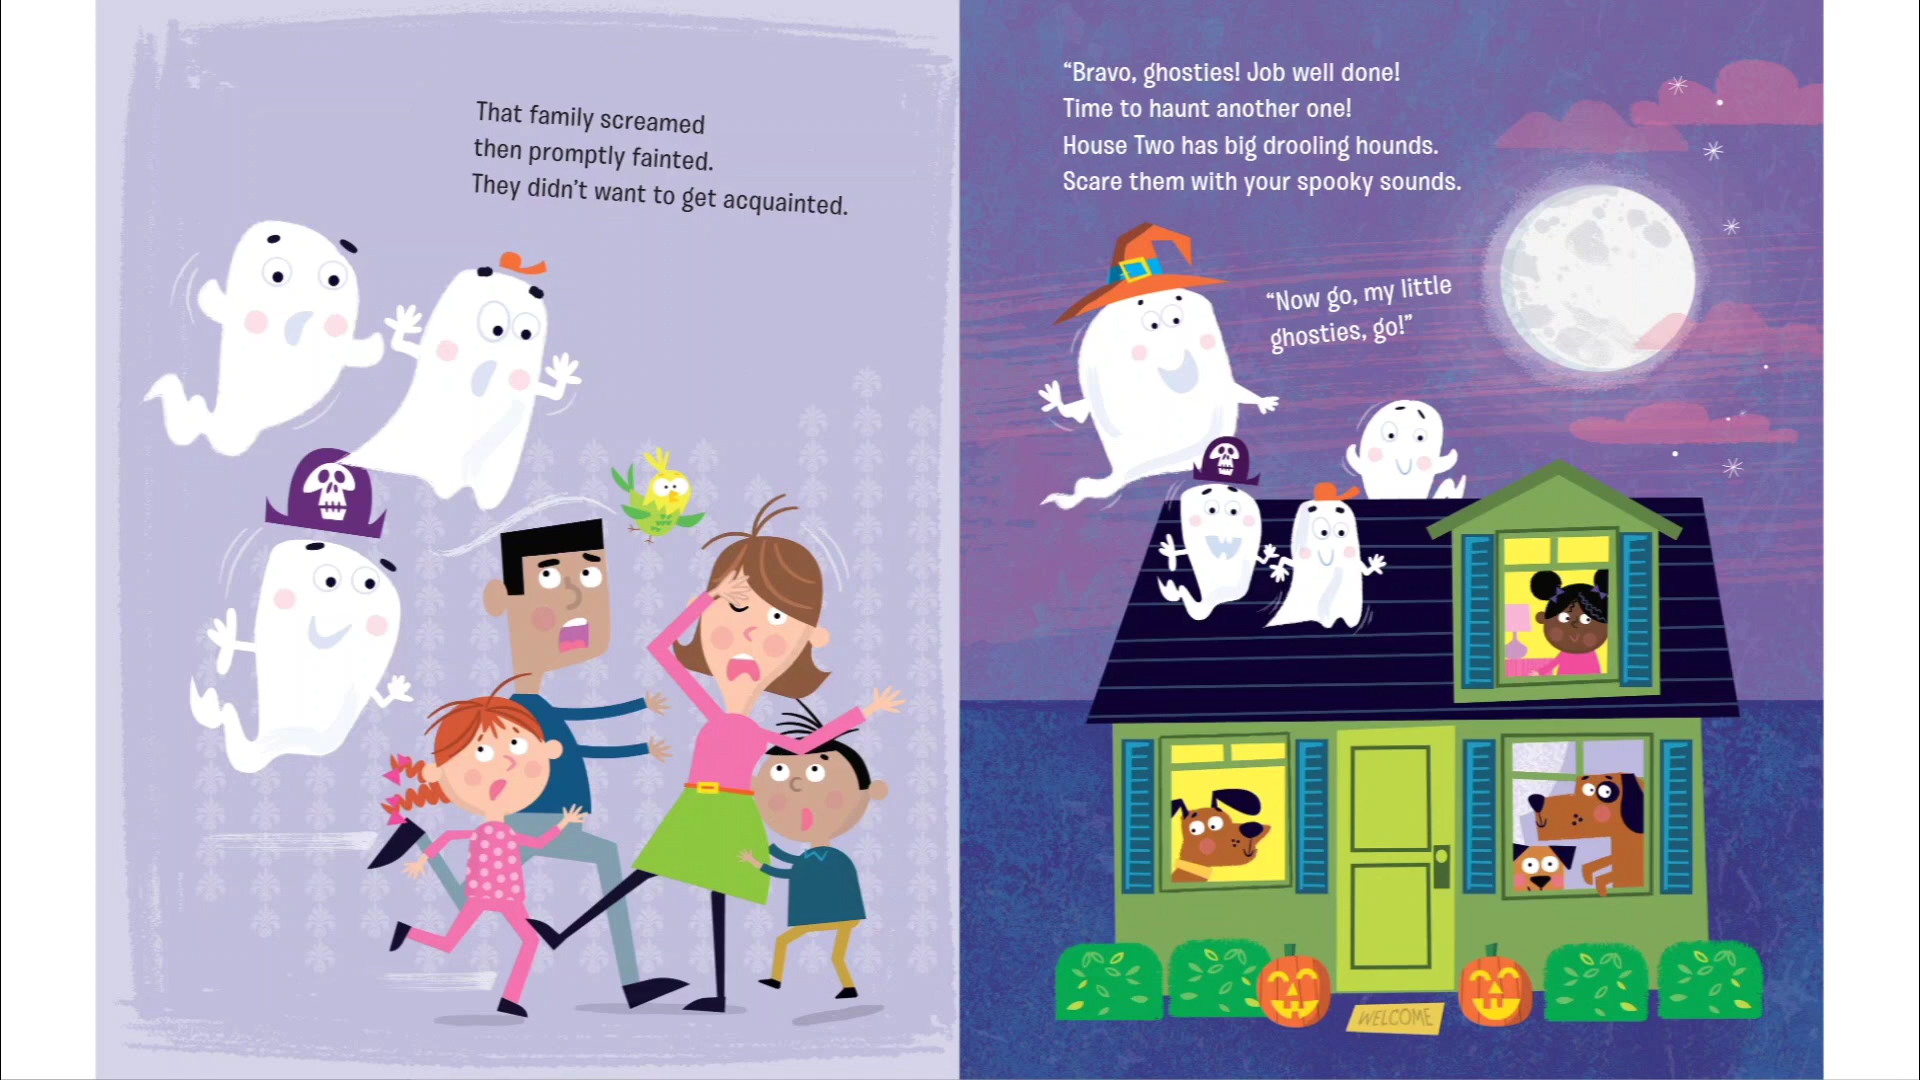 That family screamed
then promptly fainted.
They didn't want to get acquainted.
“Bravo, ghosties! Job well done!
Time to haunt another one!
House Two has big drooling hounds.
Scare them with your spooky sounds.
“Now go, my little
ghosties, go!”
WELCOME